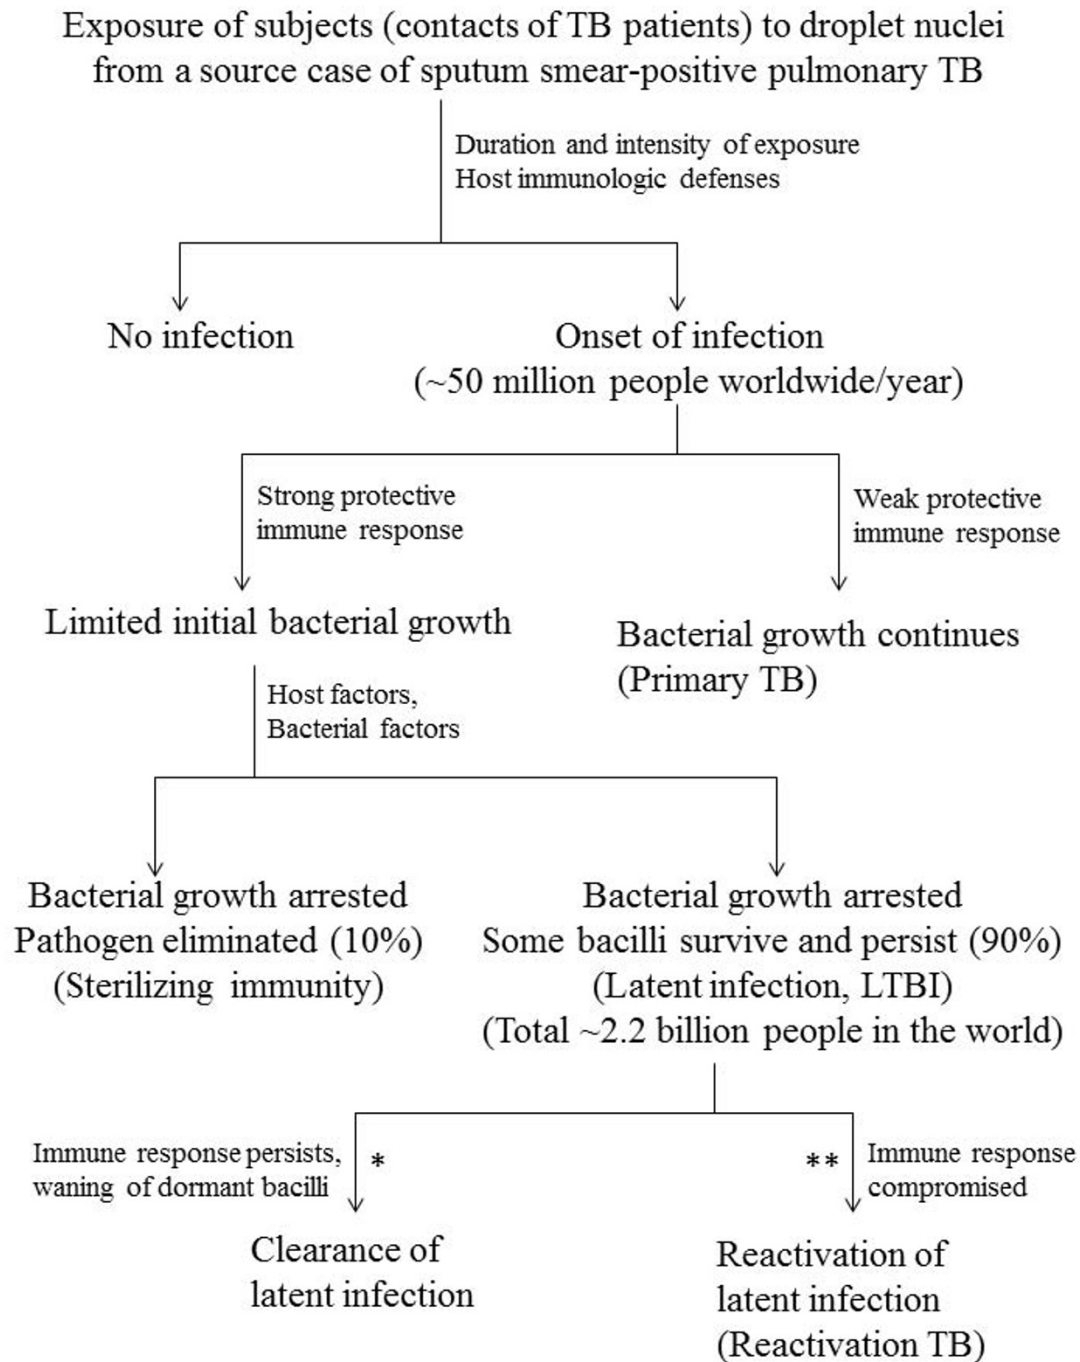 Exposure of subjects (contacts of TB patients) to droplet nuclei
from a source case of sputum smear-positive pulmonary TB
Duration and intensity of exposure
Host immunologic defenses
No infection
Onset of infection
(~50 million people worldwide/year)
Strong protective
immune response
Weak protective
immune response
Limited initial bacterial growth
Bacterial growth continues
(Primary TB)
Host factors,
Bacterial factors
Bacterial growth arrested
Pathogen eliminated (10%)
(Sterilizing immunity)
Bacterial growth arrested
Some bacilli survive and persist (90%)
(Latent infection, LTBI)
(Total ~2.2 billion people in the world)
Immune response persists,
waning of dormant bacilli
*
**
Immune response
compromised
Clearance of
latent infection
Reactivation of
latent infection
(Reactivation TB)